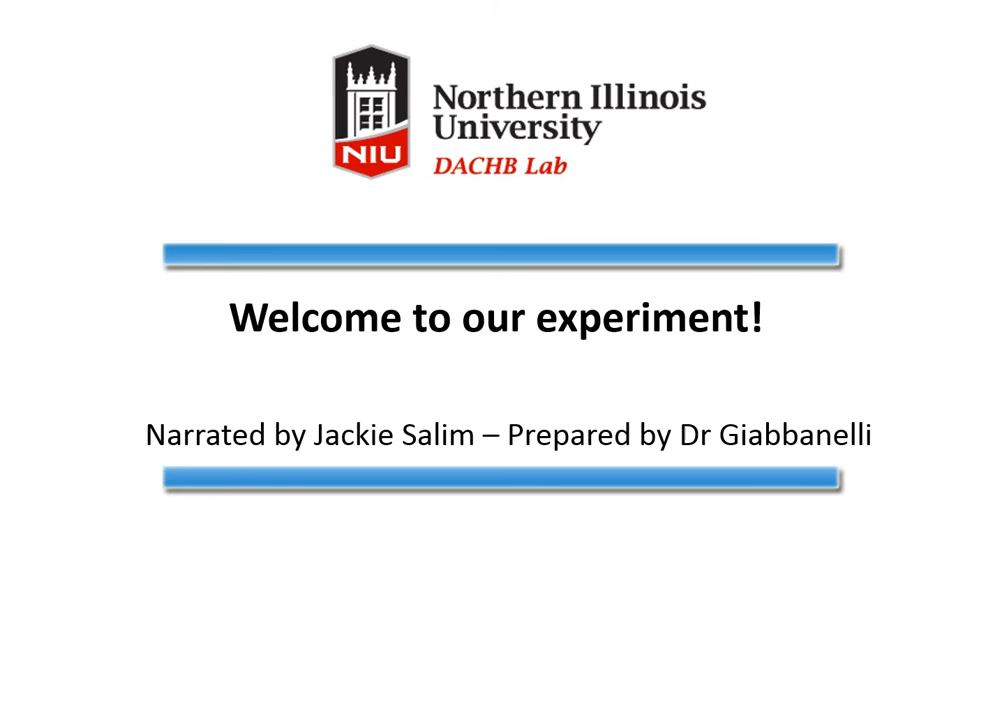 NIU
Northern Illinois
University
DACHB Lab
Welcome to our experiment!
Narrated by Jackie Salim – Prepared by Dr Giabbanelli